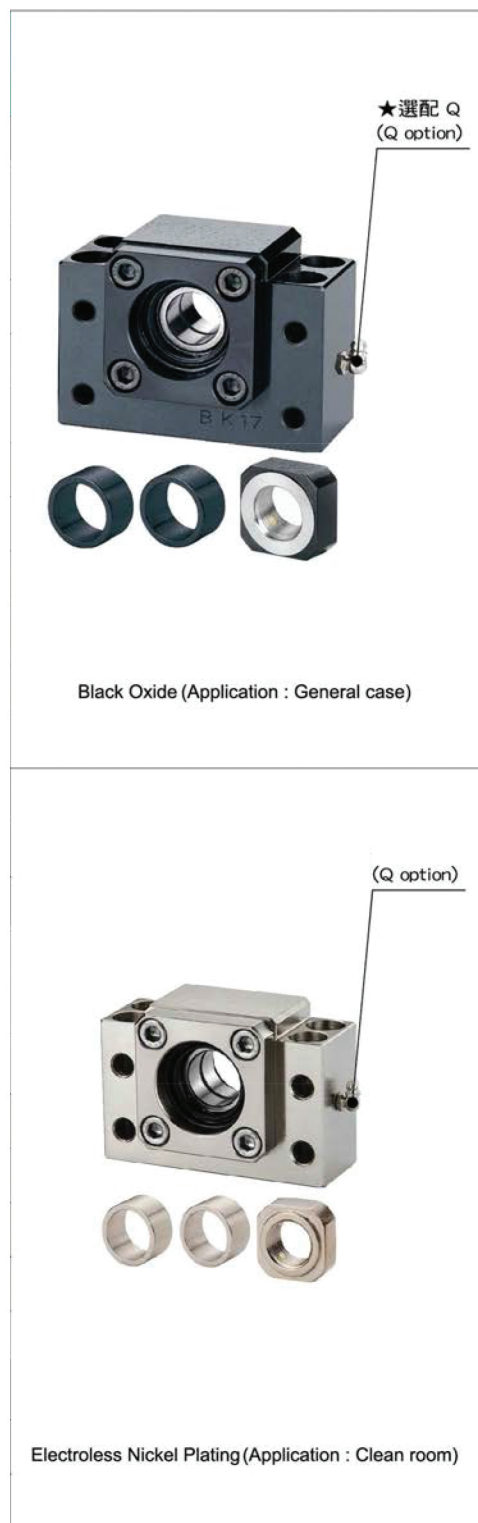 ★選配 Q
(Q option)
BK17
Black Oxide (Application : General case)
(Q option)
Electroless Nickel Plating (Application : Clean room)